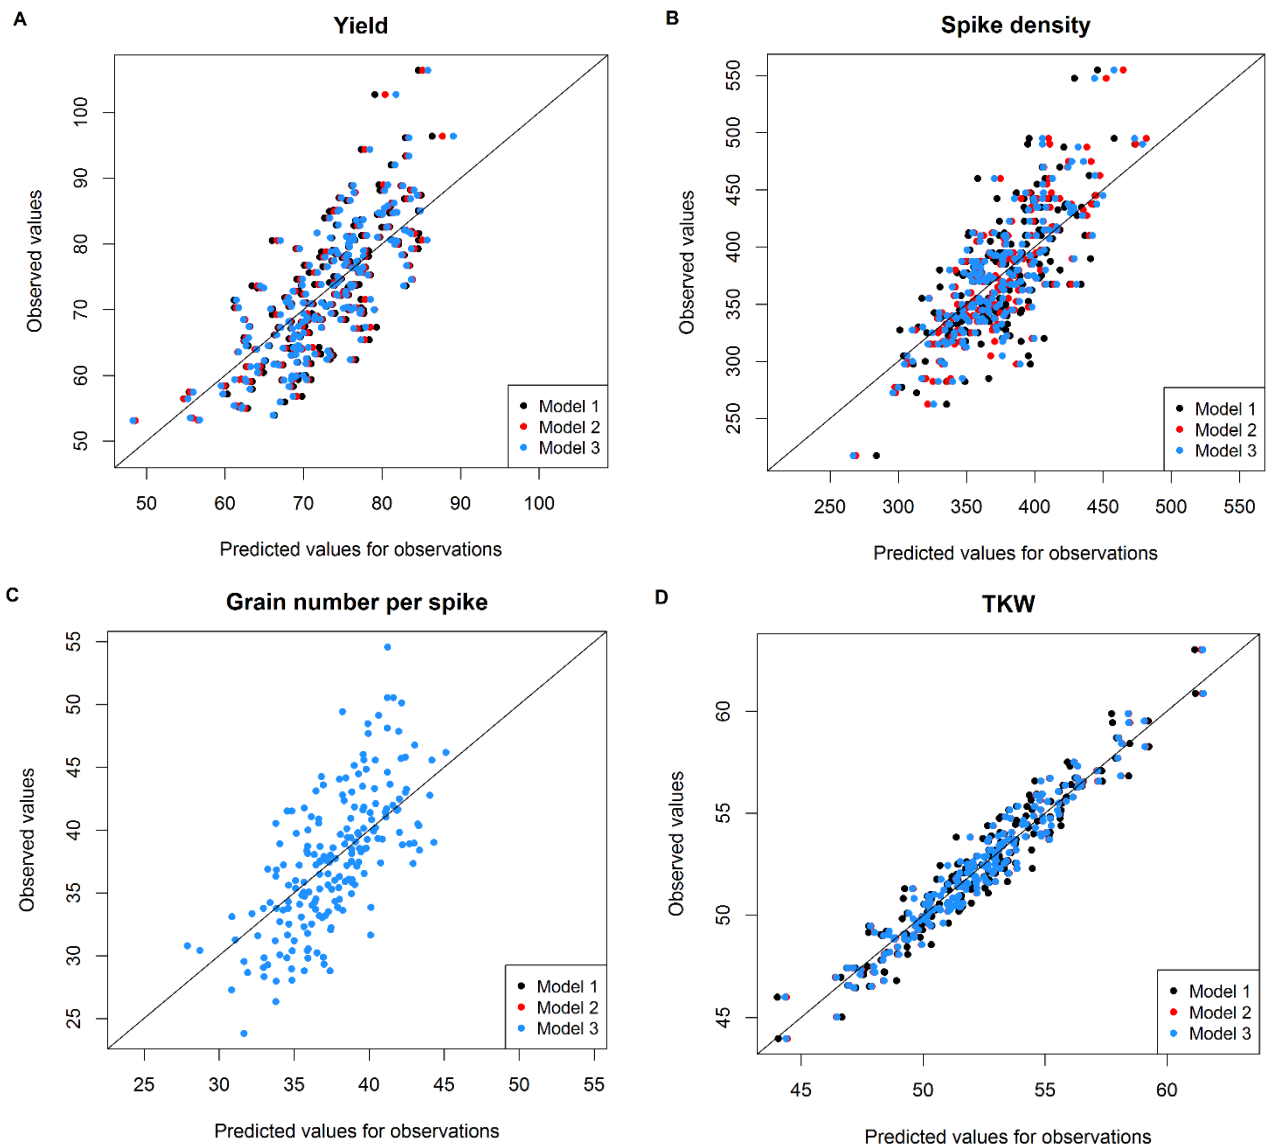 A
Yield
Observed values
100
90
80
70
60
50
Model 1
Model 2
Model 3
50 60 70 80 90 100
Predicted values for observations
B
Spike density
Observed values
550
500
450
400
350
300
250
Model 1
Model 2
Model 3
250 300 350 400 450 500 550
Predicted values for observations
C
Grain number per spike
Observed values
55
50
45
40
35
30
25
Model 1
Model 2
Model 3
25 30 35 40 45 50 55
Predicted values for observations
D
TKW
Observed values
60
55
50
45
Model 1
Model 2
Model 3
45 50 55 60
Predicted values for observations